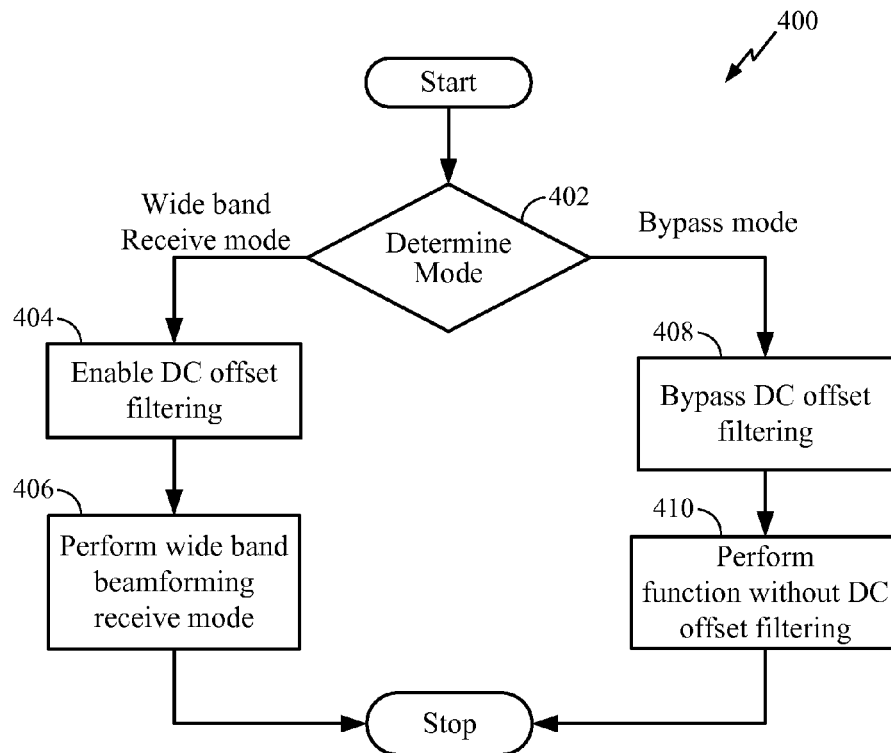 400
Start
402
Determine
Mode
Wide band
Receive mode
Bypass mode
404
Enable DC offset
filtering
406
Perform wide band
beamforming
receive mode
408
Bypass DC offset
filtering
410
Perform
function without DC
offset filtering
Stop